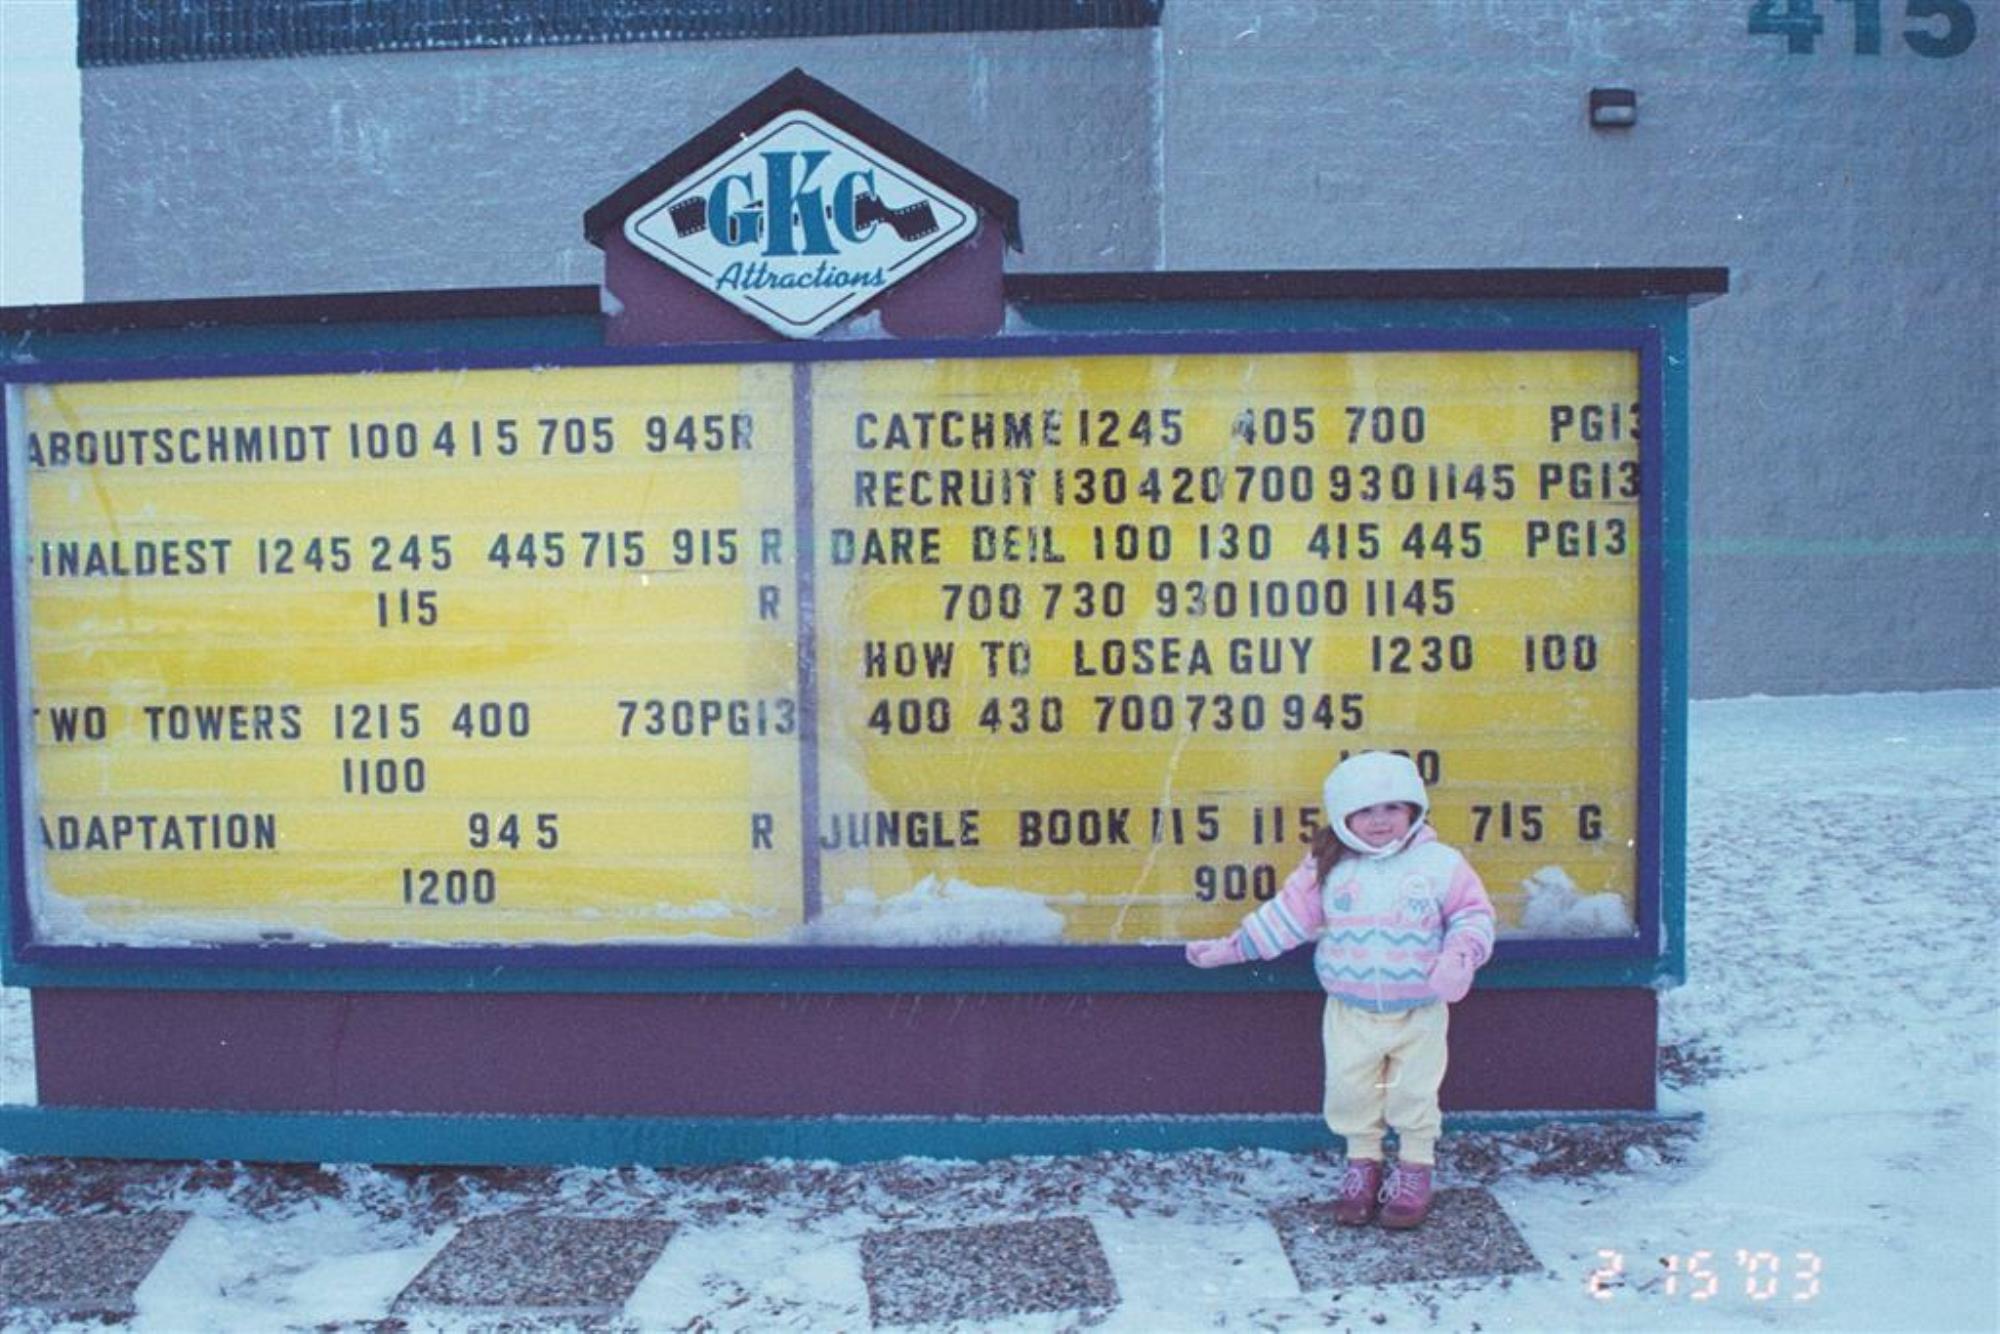 415
GKC
Attractions
ABOUTSCHMIDT 100 415 705 945R
INALDEST 1245 245 445 715 915 R
115 R
TWO TOWERS 1215 400 730PG13
1100
ADAPTATION 945 R
1200
CATCHME 1245 405 700 PG13
RECRUIT 130 420 700 930 1145 PG13
DARE DEIL 100 130 415 445 PG13
700 730 930 1000 1145
HOW TO LOSEA GUY 1230 100
400 430 700 730 945
JUNGLE BOOK 115 115 715 G
900
2 15 '03